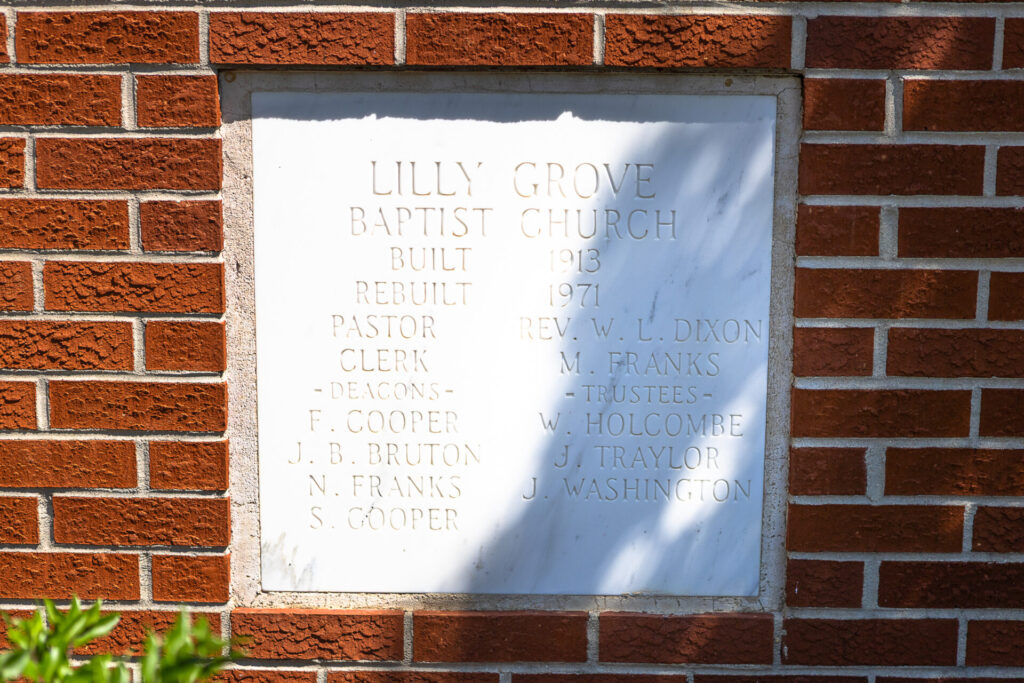 LILLY GROVE
BAPTIST CHURCH
BUILT 1913
REBUILT 1971
PASTOR REV. W. L. DIXON
CLERK M. FRANKS
- DEACONS - - TRUSTEES -
F. COOPER W. HOLCOMBE
J. B. BRUTON J. TRAYLOR
N. FRANKS J. WASHINGTON
S. COOPER